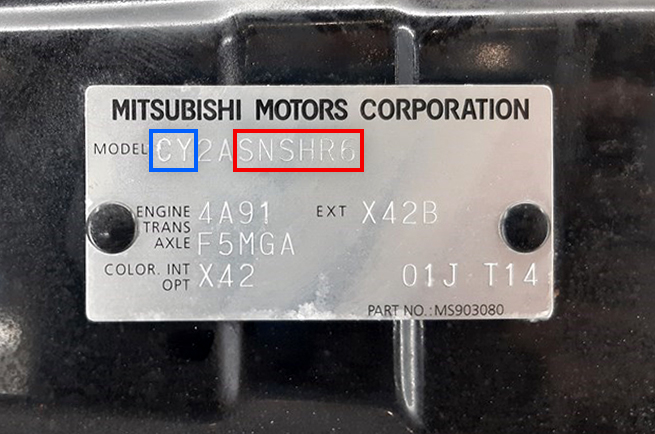 MITSUBISHI MOTORS CORPORATION
MODEL CY2ASNSHR6
ENGINE 4A91 EXT X42B
TRANS
AXLE F5MGA
COLOR. INT X42 01J T14
OPT
PART NO.:MS903080